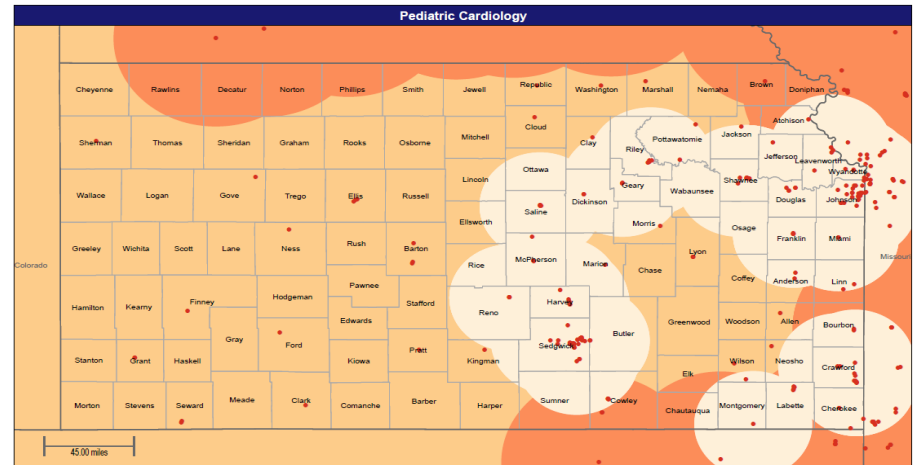 Pediatric Cardiology
Cheyenne Rawlins Decatur Norton Phillips Smith Jewell Republic Washington Marshall Nemaha Brown Doniphan
Atchison
Sherman Thomas Sheridan Graham Rooks Osborne Mitchell Cloud Clay Riley Pottawatomie Jackson
Jefferson Leavenworth
Wyandotte
Wallace Logan Gove Trego Ellis Russell Lincoln Ottawa Dickinson Geary Wabaunsee Shawnee Douglas Johnson
Saline
Ellsworth Morris Osage
Greeley Wichita Scott Lane Ness Rush Barton Rice McPherson Marion Chase Lyon Franklin Miami
Colorado Missouri
Hamilton Kearny Finney Hodgeman Pawnee Stafford Reno Harvey Coffey Anderson Linn
Edwards
Gray Ford Butler Greenwood Woodson Allen Bourbon
Stanton Grant Haskell Kiowa Pratt Kingman Sedgwick Elk Wilson Neosho Crawford
Morton Stevens Seward Meade Clark Comanche Barber Harper Sumner Cowley Chautauqua Montgomery Labette Cherokee
45.00 miles